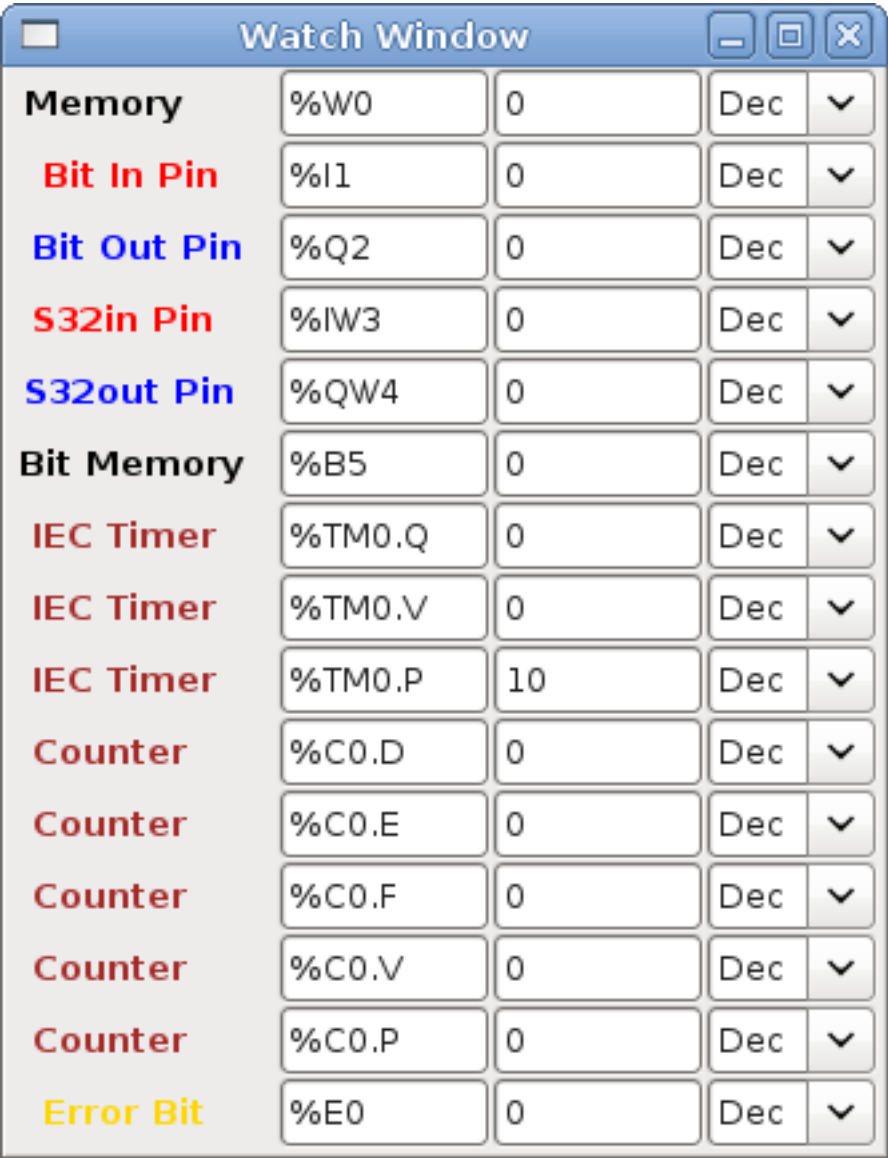 Watch Window
Memory %W0 0 Dec
Bit In Pin %I1 0 Dec
Bit Out Pin %Q2 0 Dec
S32in Pin %IW3 0 Dec
S32out Pin %QW4 0 Dec
Bit Memory %B5 0 Dec
IEC Timer %TM0.Q 0 Dec
IEC Timer %TM0.V 0 Dec
IEC Timer %TM0.P 10 Dec
Counter %C0.D 0 Dec
Counter %C0.E 0 Dec
Counter %C0.F 0 Dec
Counter %C0.V 0 Dec
Counter %C0.P 0 Dec
Error Bit %E0 0 Dec